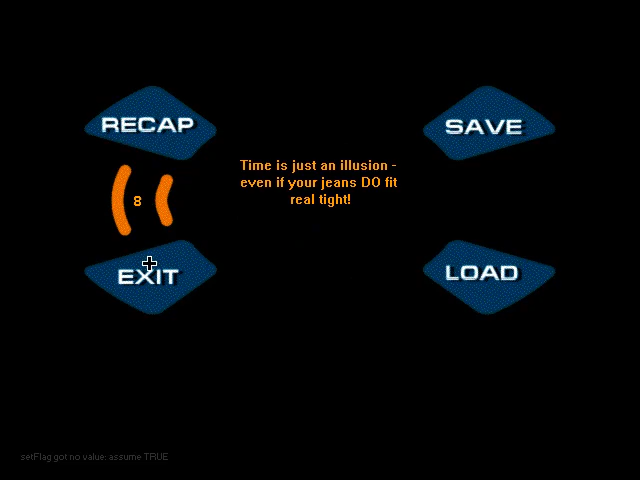 RECAP
SAVE
Time is just an illusion -
even if your jeans DO fit
real tight!
8
EXIT
LOAD
setFlag got no value: assume TRUE